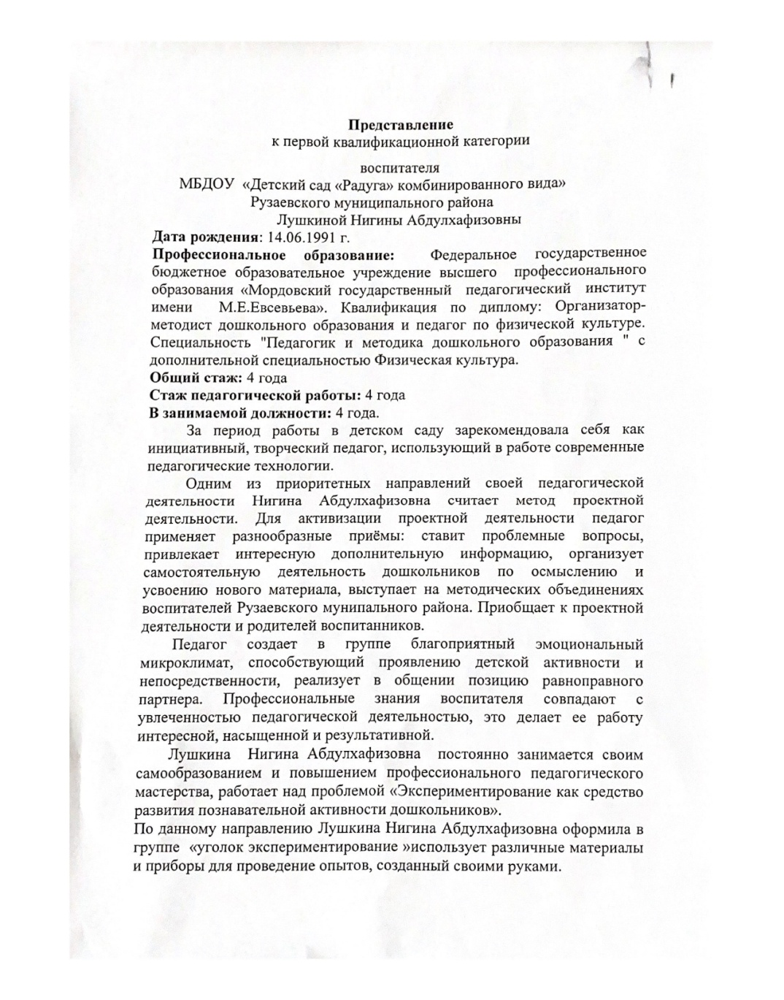 Представление
к первой квалификационной категории
воспитателя
МБДОУ «Детский сад «Радуга» комбинированного вида»
Рузаевского муниципального района
Лушкиной Нигины Абдулхафизовны
Дата рождения: 14.06.1991 г.
Профессиональное образование: Федеральное государственное
бюджетное образовательное учреждение высшего профессионального
образования «Мордовский государственный педагогический институт
имени М.Е.Евсевьева». Квалификация по диплому: Организатор-
методист дошкольного образования и педагог по физической культуре.
Специальность "Педагогик и методика дошкольного образования " с
дополнительной специальностью Физическая культура.
Общий стаж: 4 года
Стаж педагогической работы: 4 года
В занимаемой должности: 4 года.
За период работы в детском саду зарекомендовала себя как
инициативный, творческий педагог, использующий в работе современные
педагогические технологии.
Одним из приоритетных направлений своей педагогической
деятельности Нигина Абдулхафизовна считает метод проектной
деятельности. Для активизации проектной деятельности педагог
применяет разнообразные приёмы: ставит проблемные вопросы,
привлекает интересную дополнительную информацию, организует
самостоятельную деятельность дошкольников по осмыслению и
усвоению нового материала, выступает на методических объединениях
воспитателей Рузаевского мунипального района. Приобщает к проектной
деятельности и родителей воспитанников.
Педагог создает в группе благоприятный эмоциональный
микроклимат, способствующий проявлению детской активности и
непосредственности, реализует в общении позицию равноправного
партнера. Профессиональные знания воспитателя совпадают с
увлеченностью педагогической деятельностью, это делает ее работу
интересной, насыщенной и результативной.
Лушкина Нигина Абдулхафизовна постоянно занимается своим
самообразованием и повышением профессионального педагогического
мастерства, работает над проблемой «Экспериментирование как средство
развития познавательной активности дошкольников».
По данному направлению Лушкина Нигина Абдулхафизовна оформила в
группе «уголок экспериментирование »использует различные материалы
и приборы для проведение опытов, созданный своими руками.